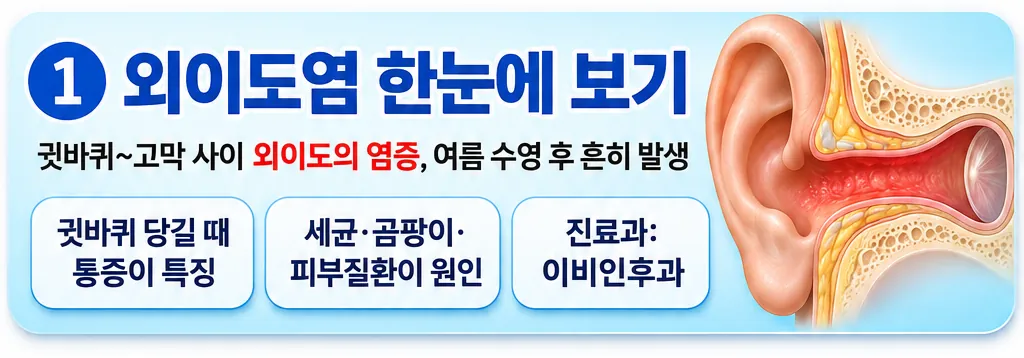 1 외이도염 한눈에 보기
귓바퀴~고막 사이 외이도의 염증, 여름 수영 후 흔히 발생
귓바퀴 당길 때
통증이 특징
세균·곰팡이·
피부질환이 원인
진료과:
이비인후과